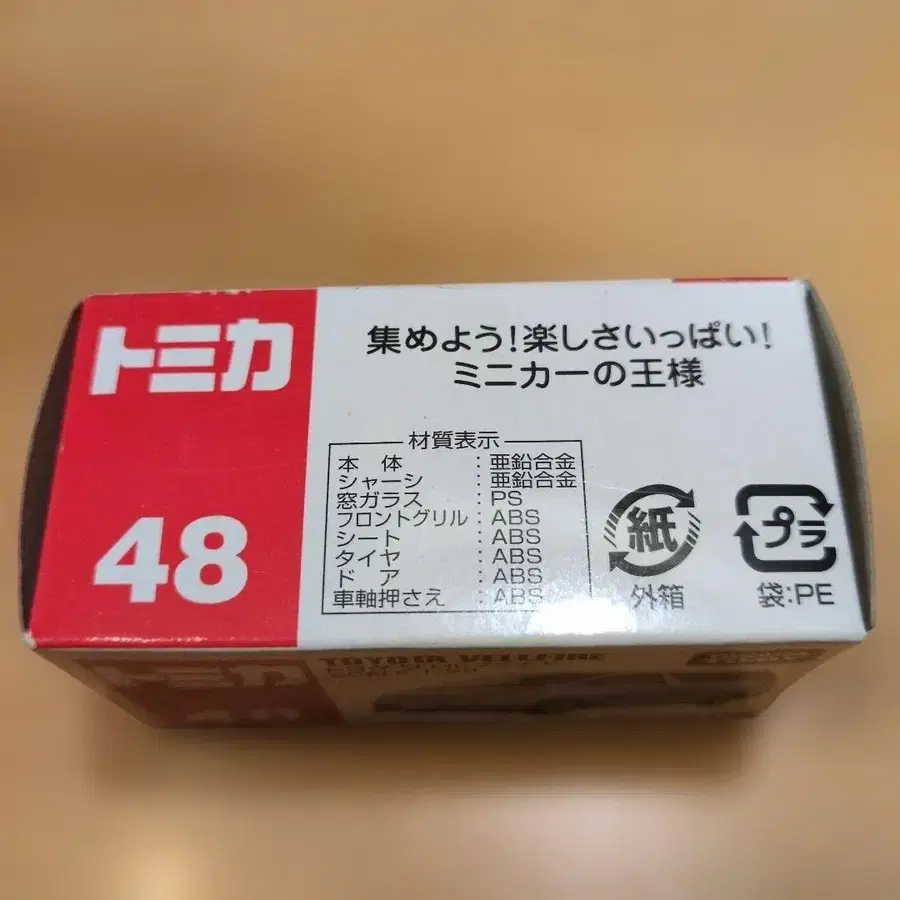 トミカ
48
集めよう!楽しさいっぱい!
ミニカーの王様
材質表示
本 体 : 亜鉛合金
シャーシ : 亜鉛合金
窓ガラス : PS
フロントグリル : ABS
シート : ABS
タイヤ : ABS
ド ア : ABS
車軸押さえ : ABS
紙
外箱
プラ
袋:PE
トミカ
48
TOYOTA VELLFIRE